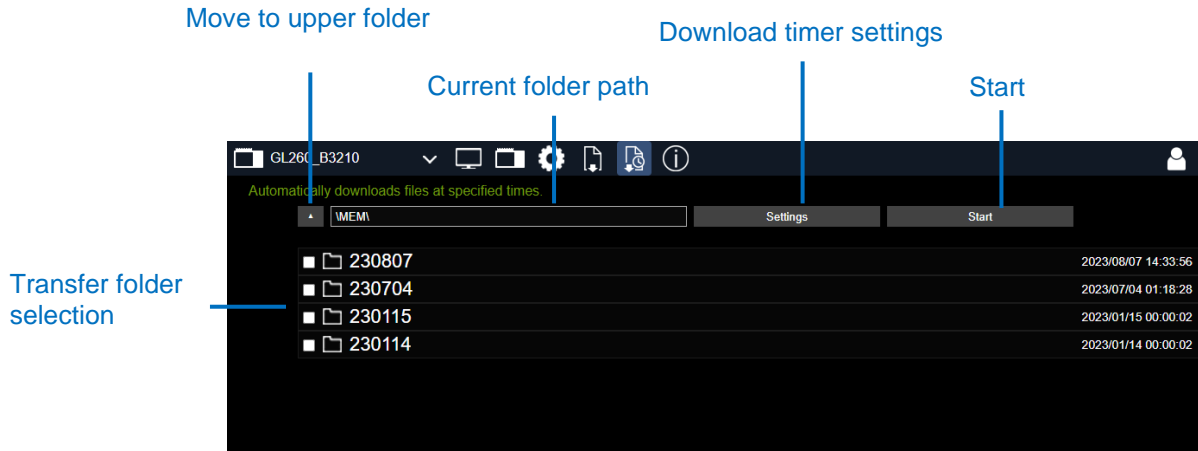 Move to upper folder
Download timer settings
Current folder path
Start
GL260_B3210
Automatically downloads files at specified times.
\MEM\
Settings
Start
230807
2023/08/07 14:33:56
Transfer folder
selection
230704
2023/07/04 01:18:28
230115
2023/01/15 00:00:02
230114
2023/01/14 00:00:02